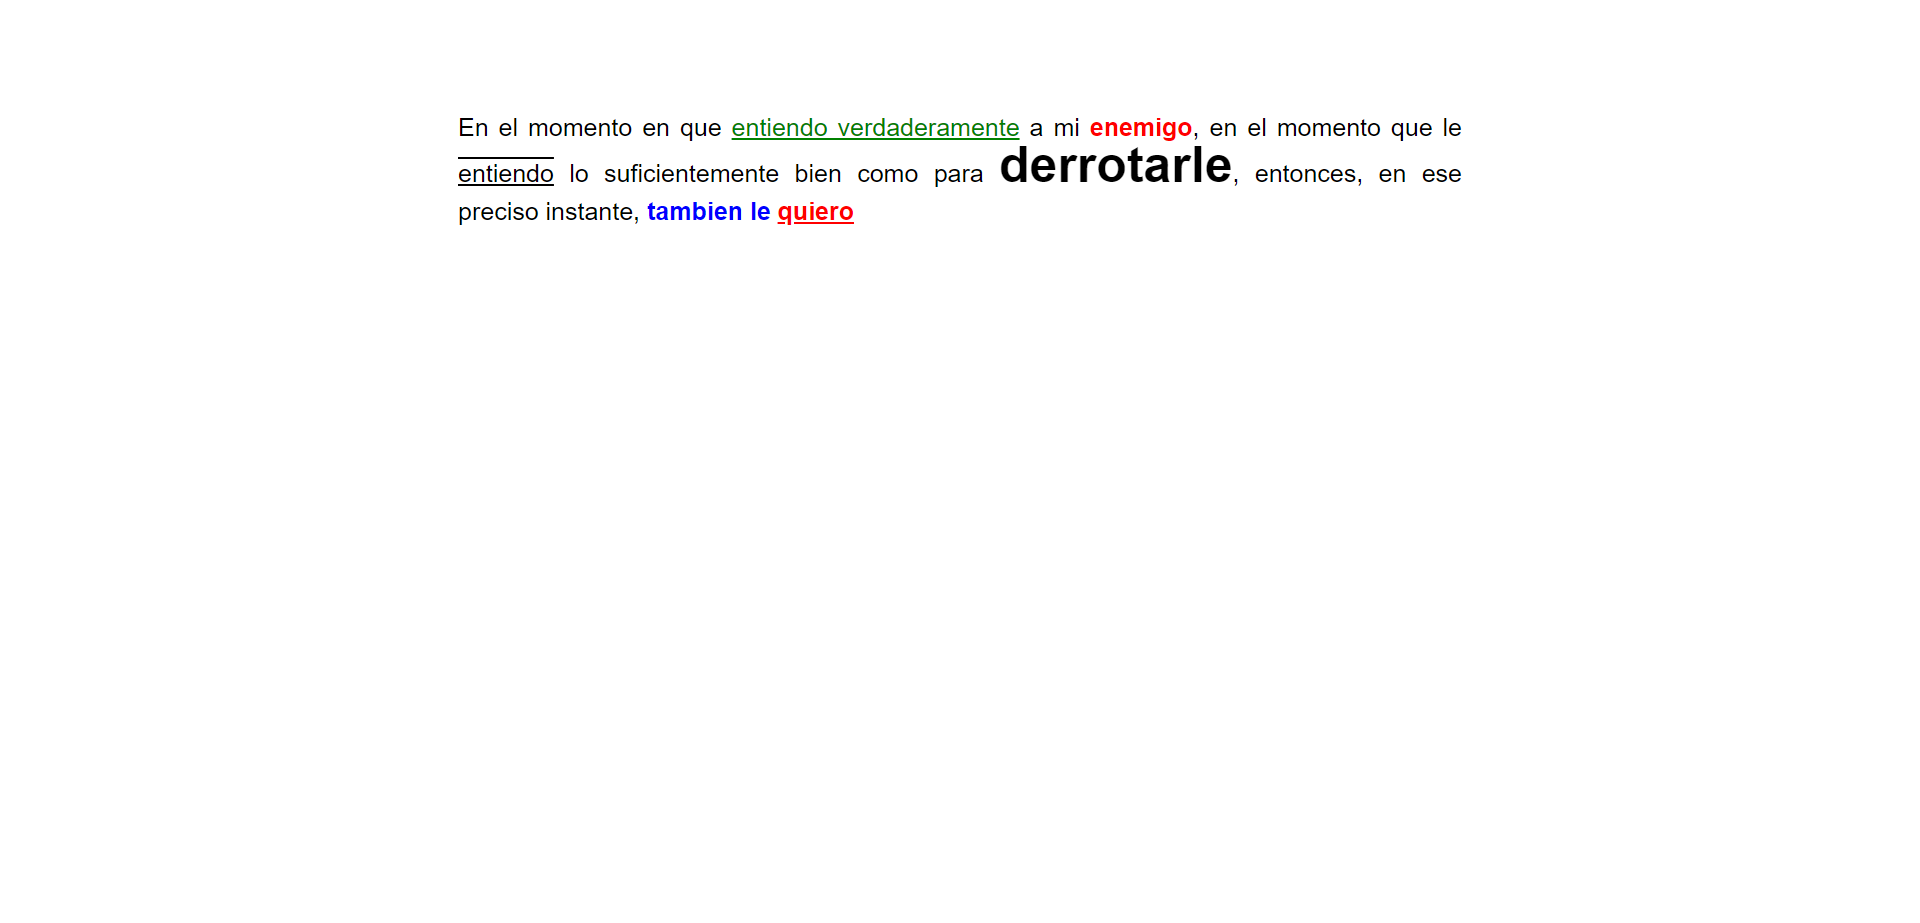 En el momento en que entiendo verdaderamente a mi enemigo, en el momento que le
entiendo lo suficientemente bien como para derrotarle, entonces, en ese
preciso instante, tambien le quiero